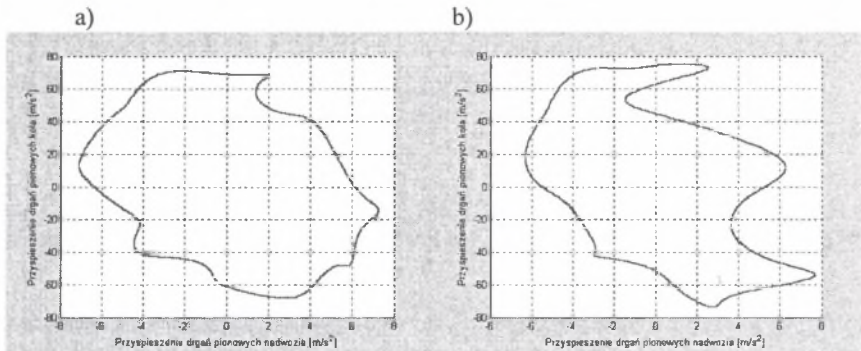 a) b)
80 80
60 60
40 40
20 20
0 0
-20 -20
-40 -40
-60 -60
-80 -80
-8 -6 -4 -2 0 2 4 6 8 -8 -6 -4 -2 0 2 4 6 8
Przyspieszenie drgań pionowych koła [m/s²]
Przyspieszenie drgań pionowych nadwozia [m/s²]
Przyspieszenie drgań pionowych koła [m/s²]
Przyspieszenie drgań pionowych nadwozia [m/s²]